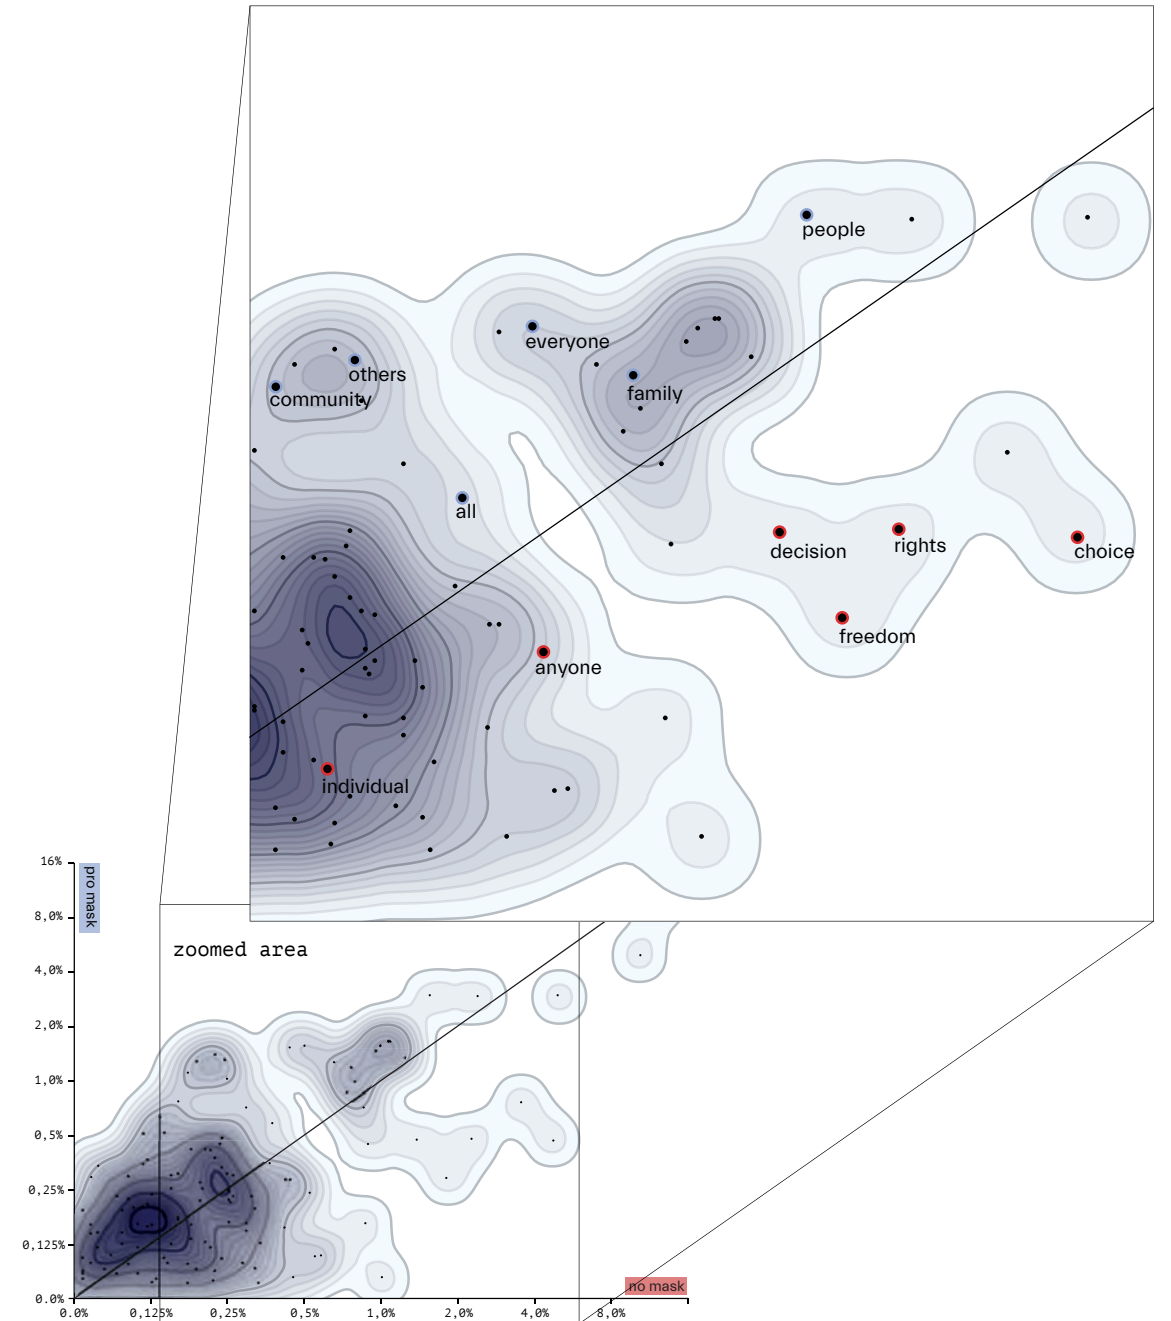 people
everyone
others
family
community
all
decision
rights
choice
freedom
anyone
individual
16%
pro mask
8,0%
zoomed area
4,0%
2,0%
1,0%
0,5%
0,25%
0,125%
no mask
0.0%
0.0%
0,125%
0,25%
0,5%
1,0%
2,0%
4,0%
8,0%